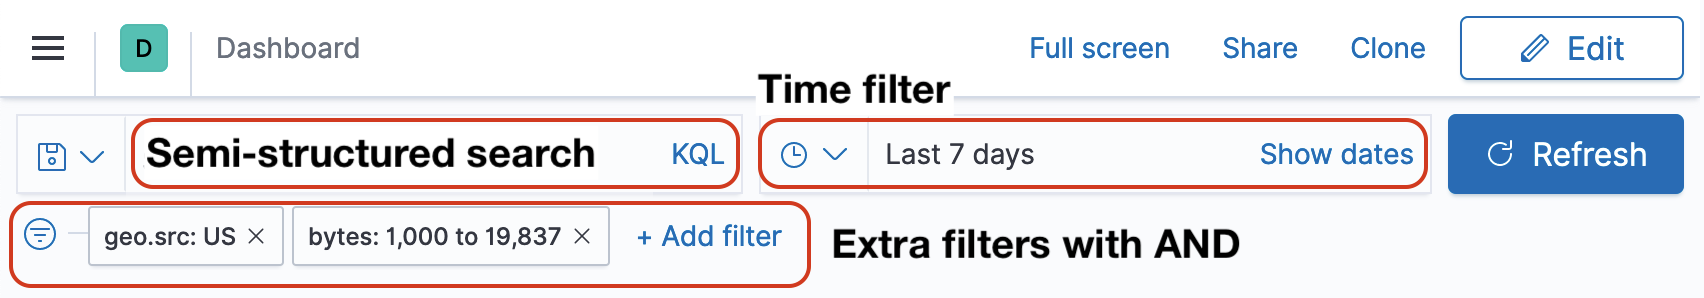 D Dashboard Full screen Share Clone Edit
Time filter
Semi-structured search KQL Last 7 days Show dates Refresh
geo.src: US × bytes: 1,000 to 19,837 × + Add filter Extra filters with AND